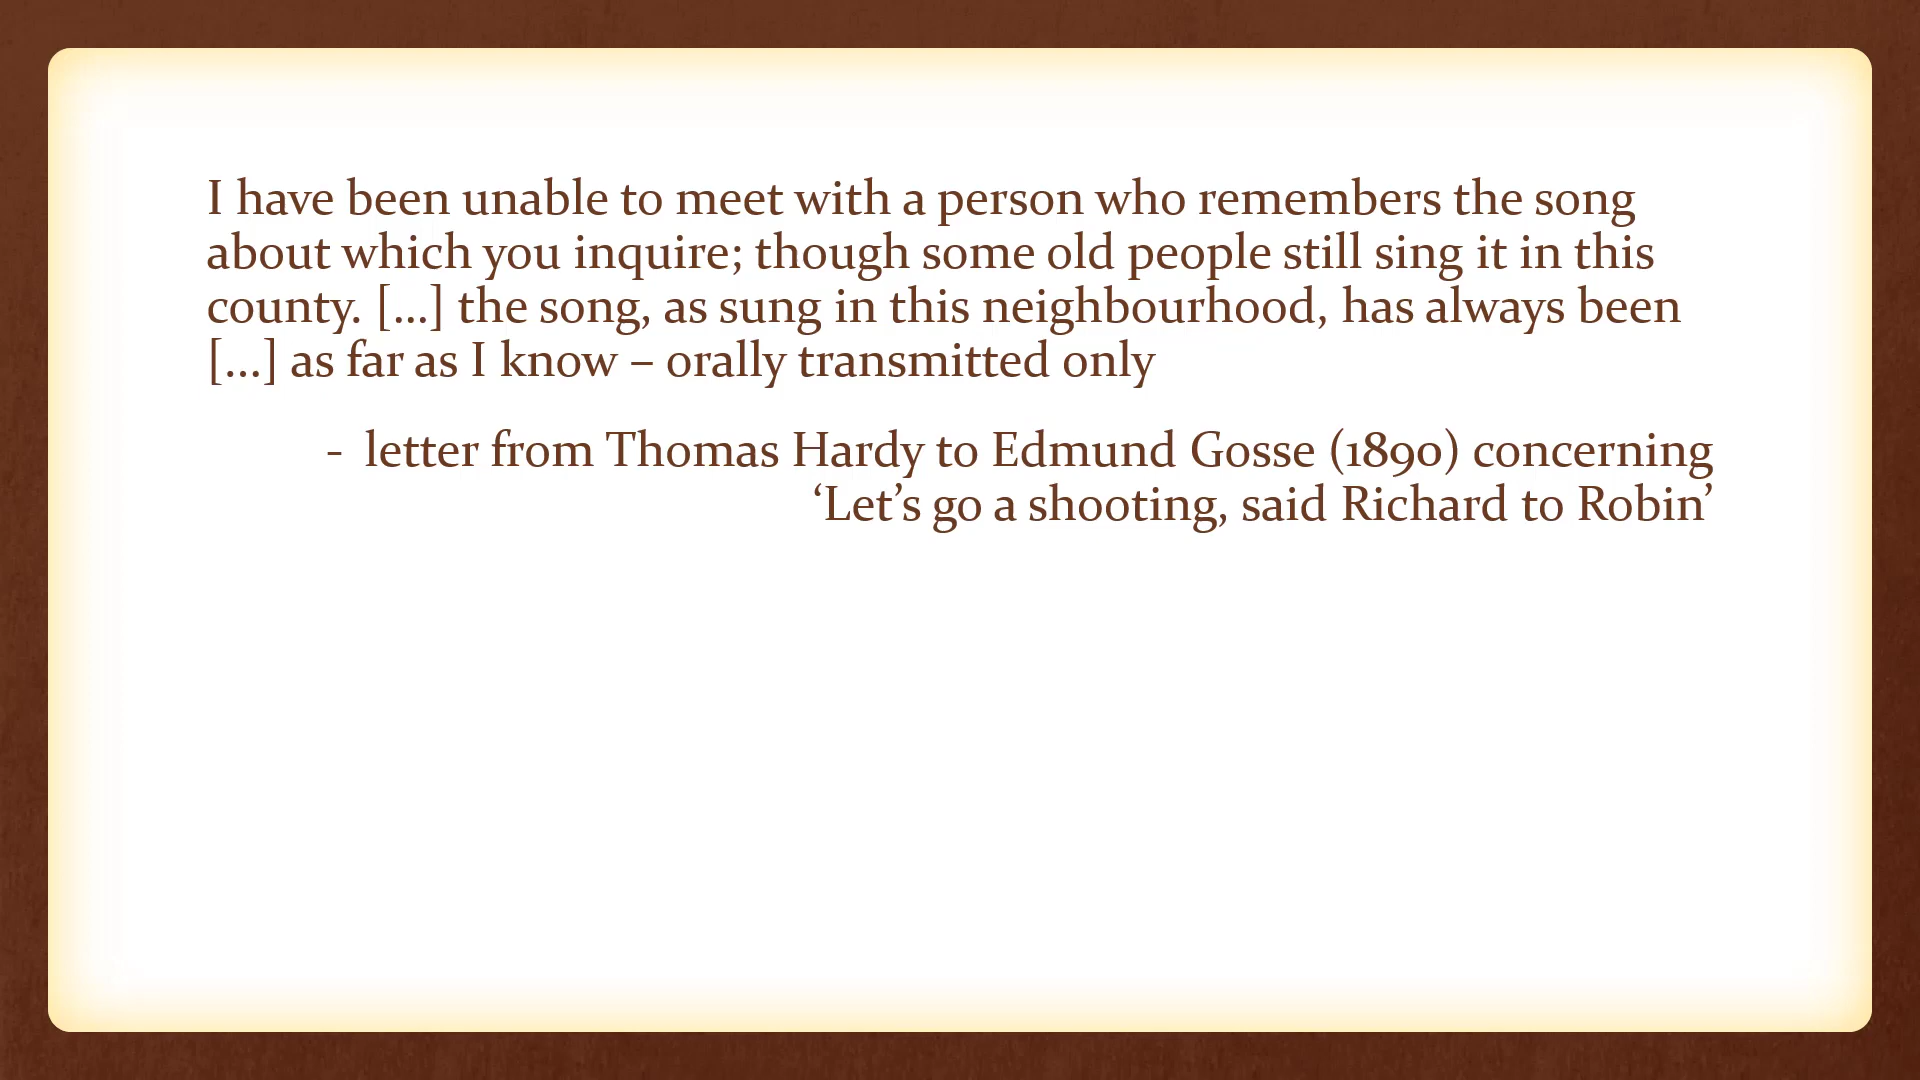 I have been unable to meet with a person who remembers the song
about which you inquire; though some old people still sing it in this
county. [...] the song, as sung in this neighbourhood, has always been
[...] as far as I know – orally transmitted only
- letter from Thomas Hardy to Edmund Gosse (1890) concerning
‘Let’s go a shooting, said Richard to Robin’